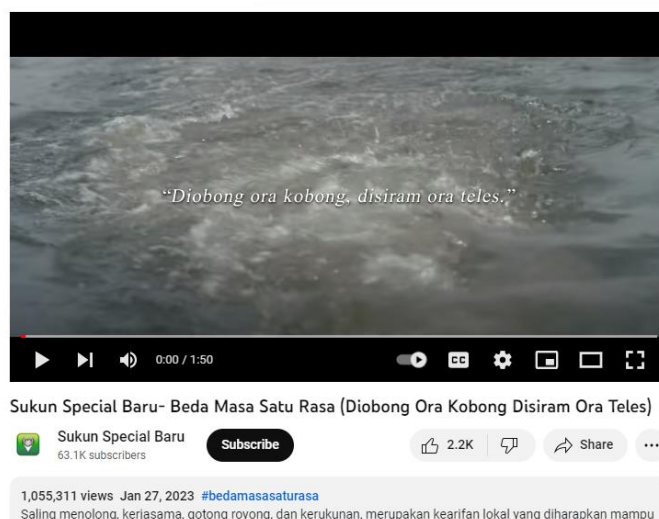 “Diobong ora kobong, disiram ora teles.”
0:00 / 1:50
CC
Sukun Special Baru- Beda Masa Satu Rasa (Diobong Ora Kobong Disiram Ora Teles)
Sukun Special Baru
63.1K subscribers
Subscribe
2.2K
Share
1,055,311 views Jan 27, 2023 #bedamasasaturasa
Saling menolong, kerjasama, gotong royong, dan kerukunan, merupakan kearifan lokal yang diharapkan mampu